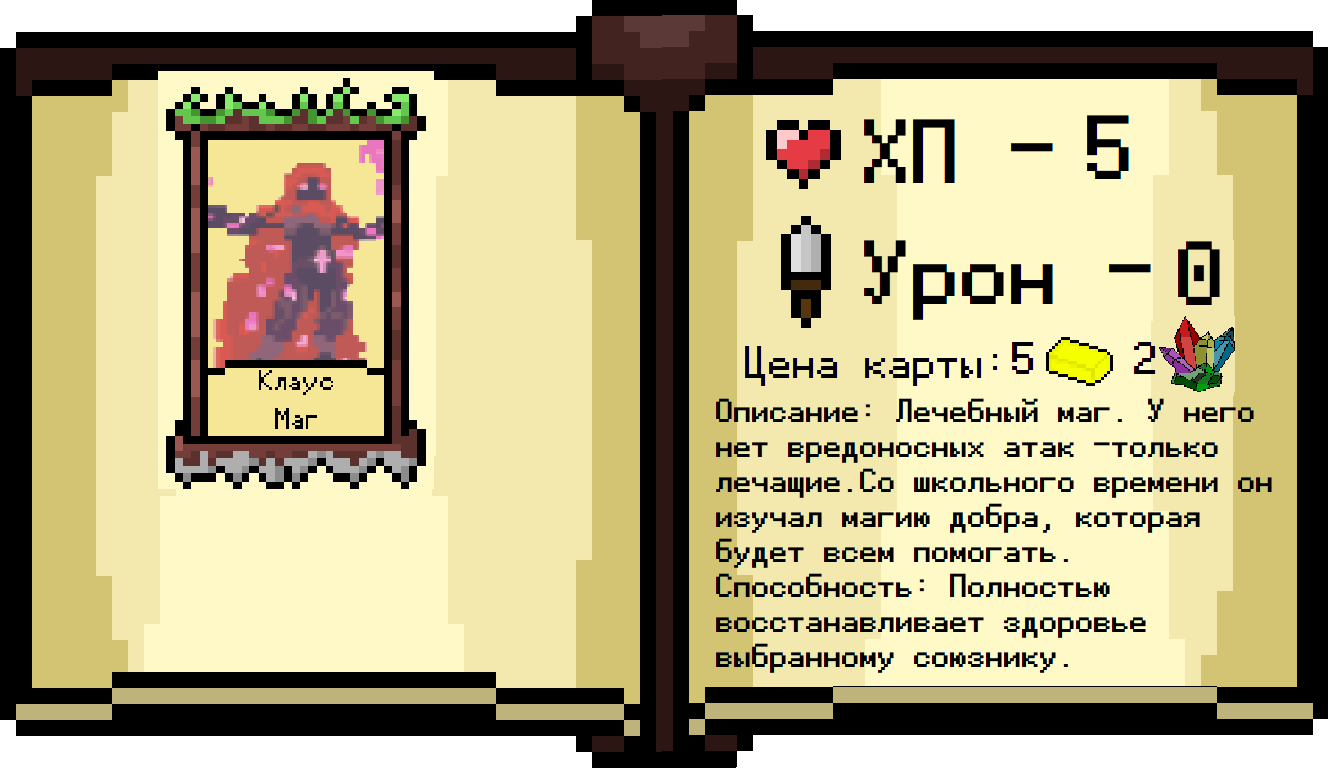 Клаус
Маг
ХП - 5
Урон - 0
Цена карты: 5 2
Описание: Лечебный маг. У него
нет вредоносных атак -только
лечащие.Со школьного времени он
изучал магию добра, которая
будет всем помогать.
Способность: Полностью
восстанавливает здоровье
выбранному союзнику.